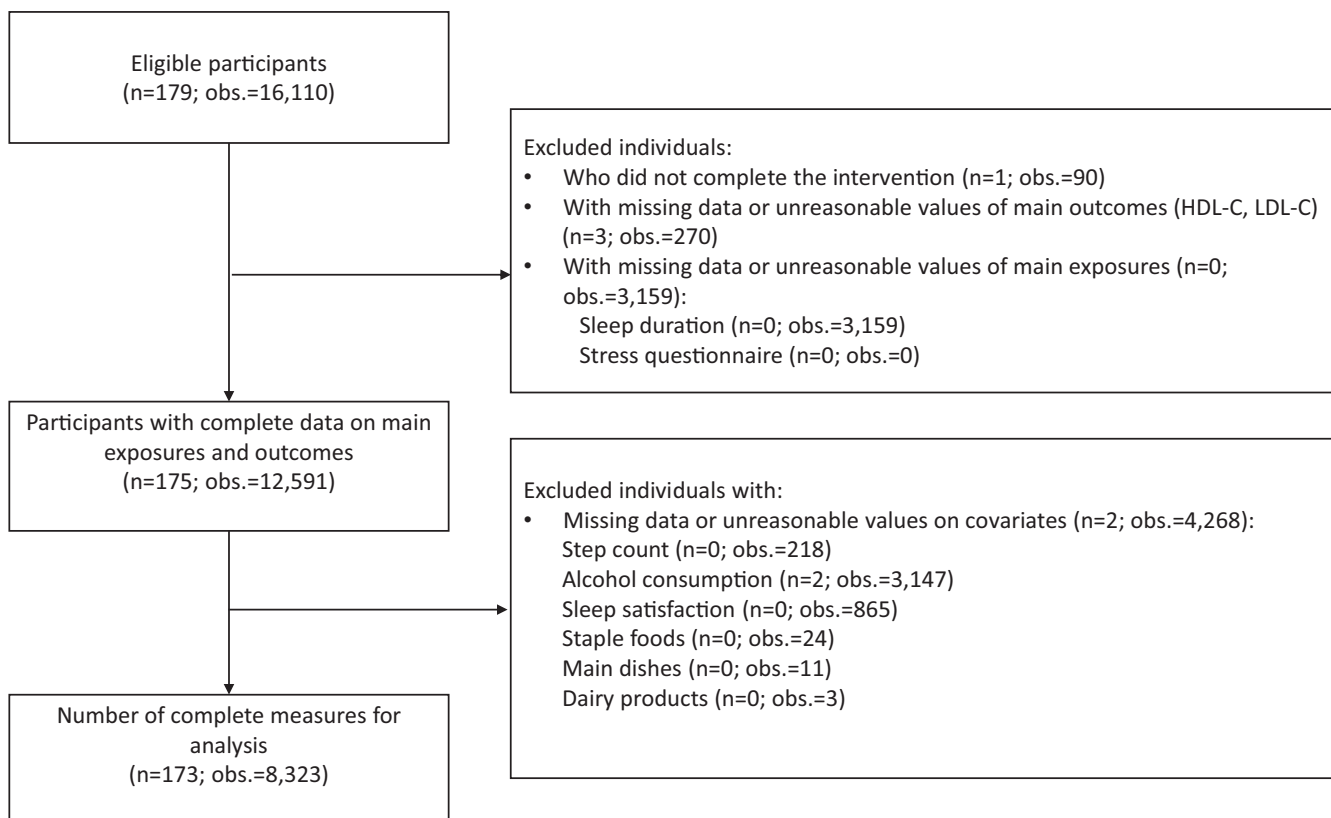 Eligible participants
(n=179; obs.=16,110)
Excluded individuals:
• Who did not complete the intervention (n=1; obs.=90)
• With missing data or unreasonable values of main outcomes (HDL-C, LDL-C)
(n=3; obs.=270)
• With missing data or unreasonable values of main exposures (n=0;
obs.=3,159):
Sleep duration (n=0; obs.=3,159)
Stress questionnaire (n=0; obs.=0)
Participants with complete data on main
exposures and outcomes
(n=175; obs.=12,591)
Excluded individuals with:
• Missing data or unreasonable values on covariates (n=2; obs.=4,268):
Step count (n=0; obs.=218)
Alcohol consumption (n=2; obs.=3,147)
Sleep satisfaction (n=0; obs.=865)
Staple foods (n=0; obs.=24)
Main dishes (n=0; obs.=11)
Dairy products (n=0; obs.=3)
Number of complete measures for
analysis
(n=173; obs.=8,323)